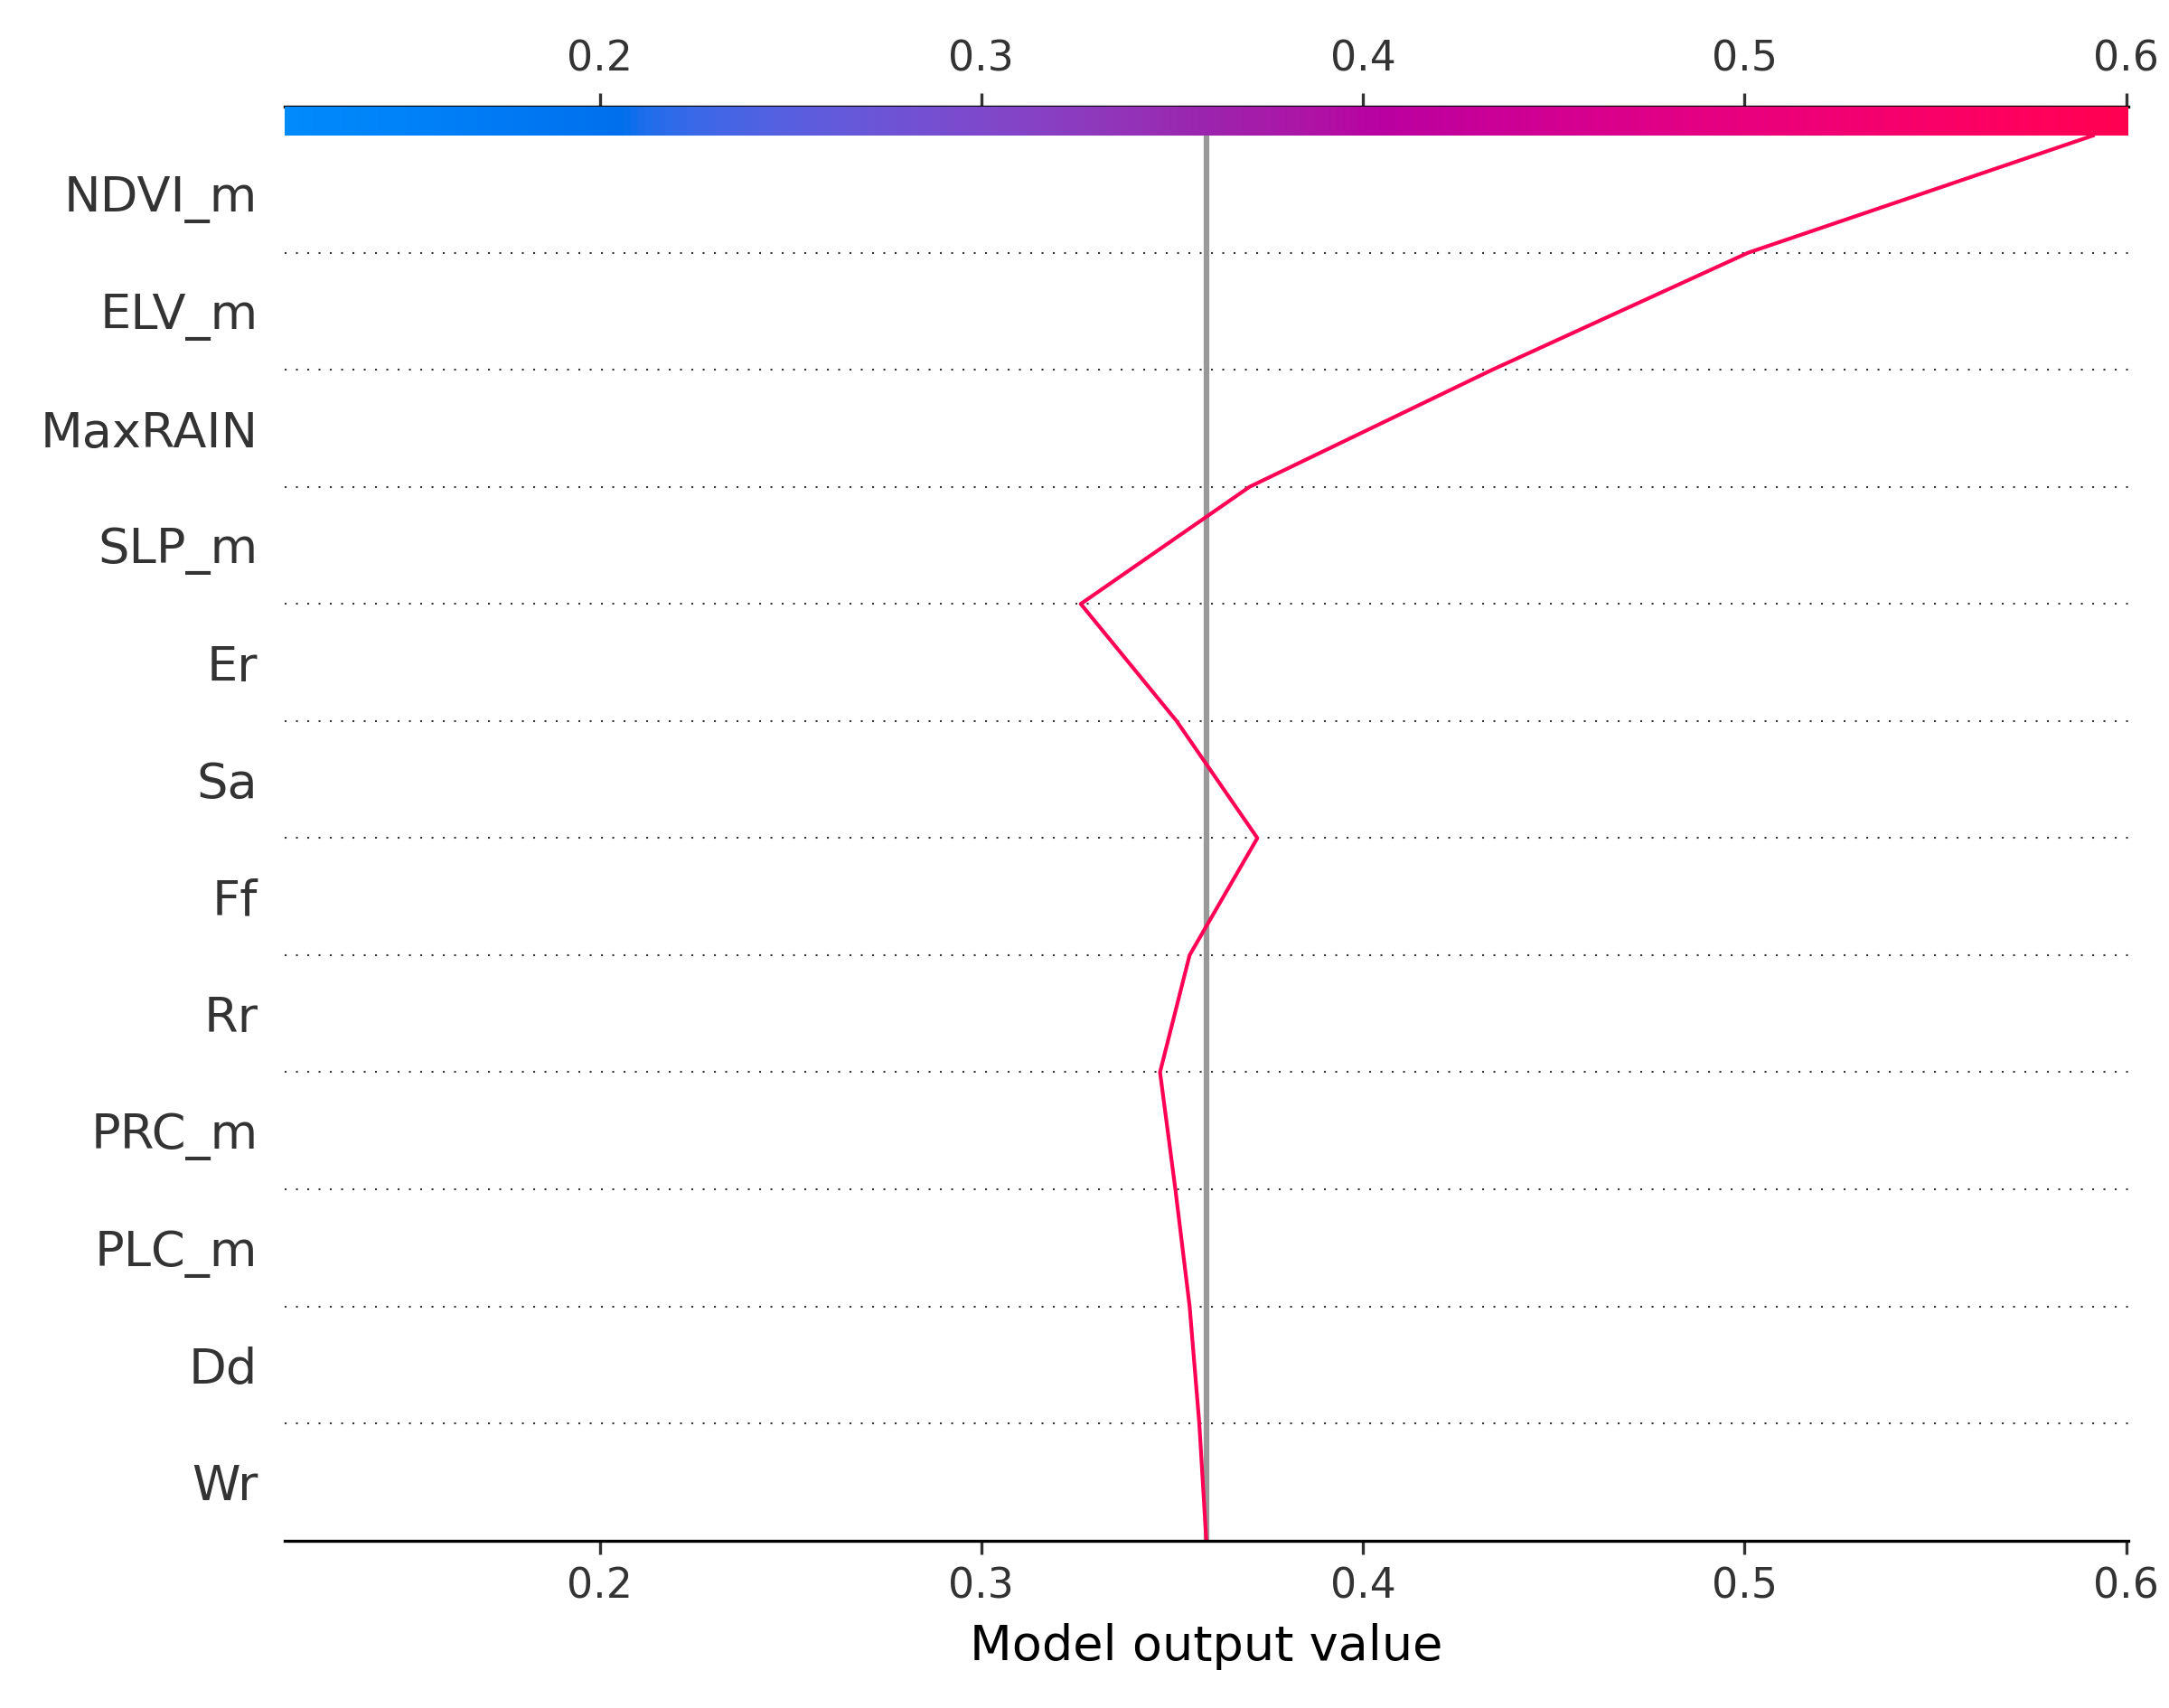 0.2 0.3 0.4 0.5 0.6
NDVI_m
ELV_m
MaxRAIN
SLP_m
Er
Sa
Ff
Rr
PRC_m
PLC_m
Dd
Wr
0.2 0.3 0.4 0.5 0.6
Model output value